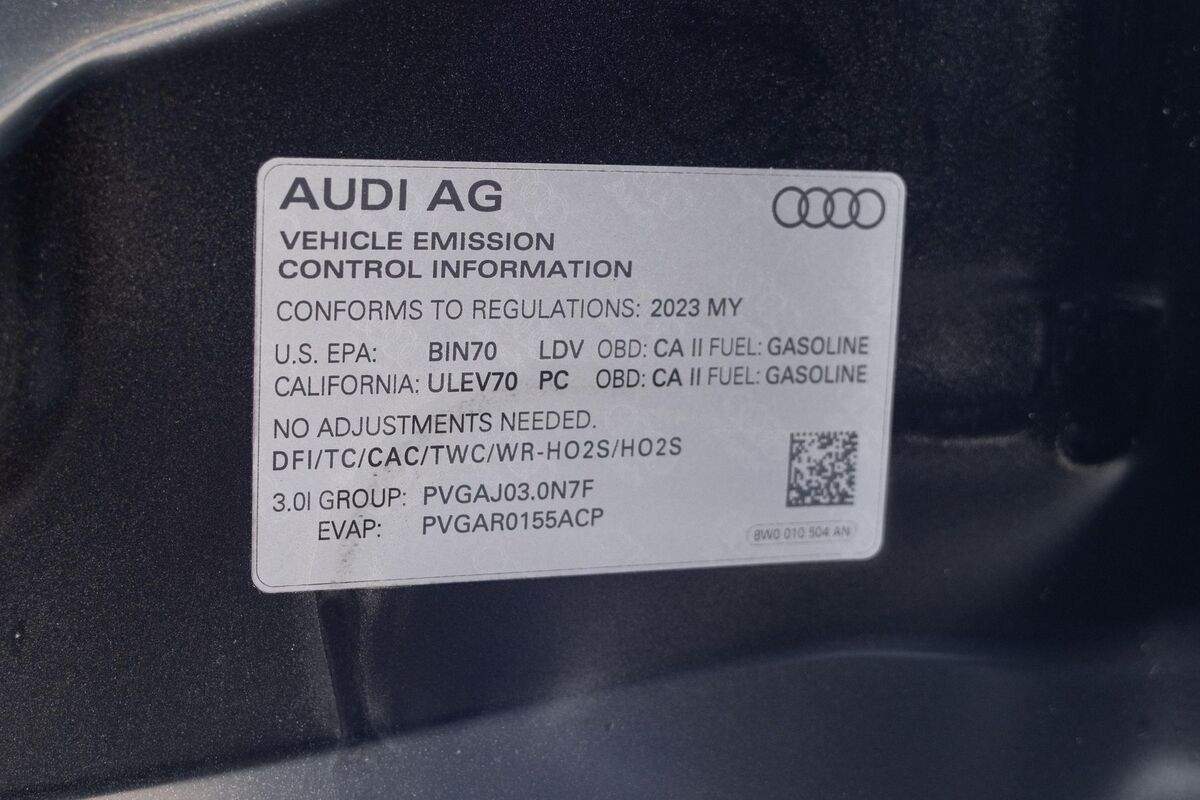 AUDI AG
VEHICLE EMISSION
CONTROL INFORMATION
CONFORMS TO REGULATIONS: 2023 MY
U.S. EPA: BIN70 LDV OBD: CA II FUEL: GASOLINE
CALIFORNIA: ULEV70 PC OBD: CA II FUEL: GASOLINE
NO ADJUSTMENTS NEEDED.
DFI/TC/CAC/TWC/WR-HO2S/HO2S
3.0l GROUP: PVGAJ03.0N7F
EVAP: PVGAR0155ACP
8W0 010 504 AN